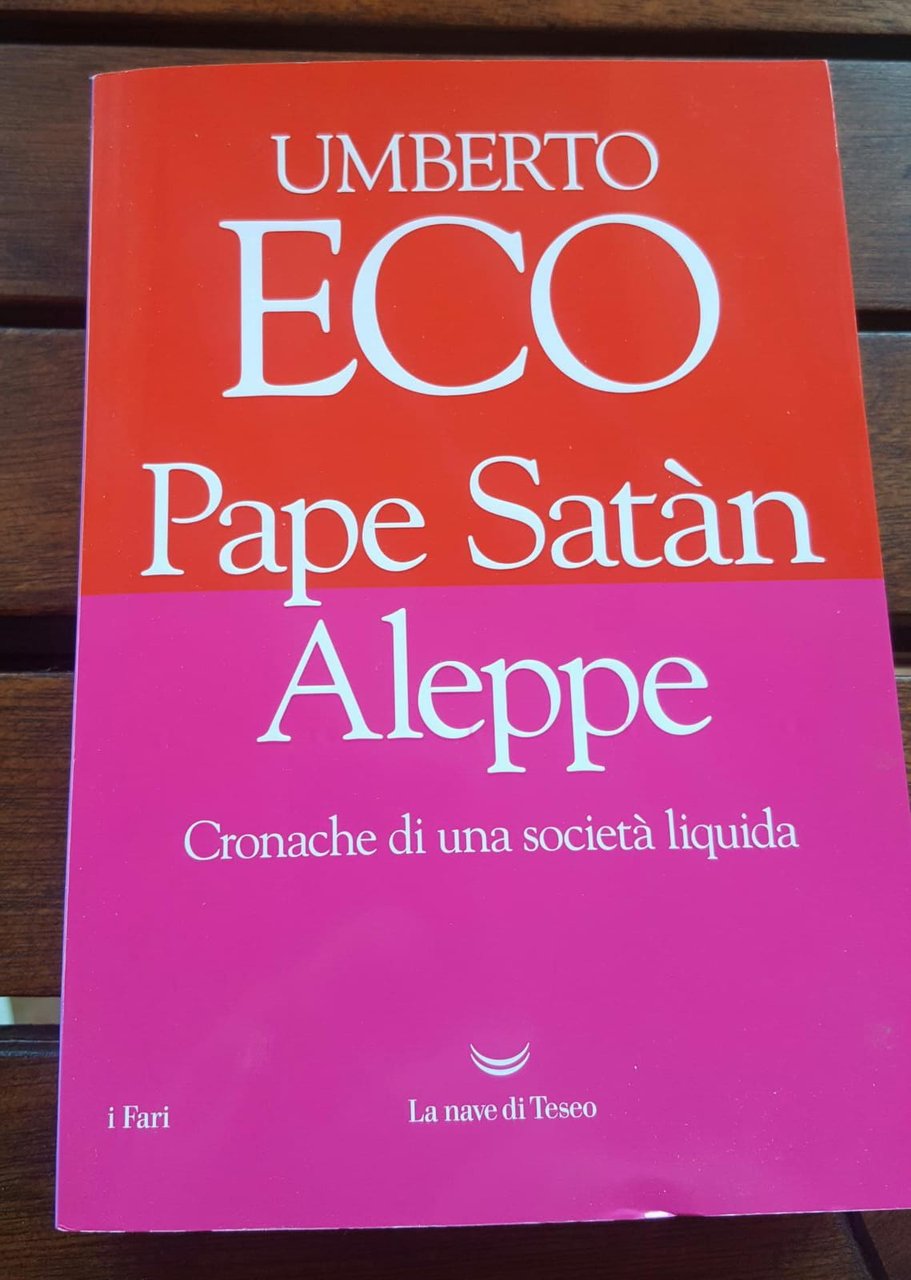 UMBERTO
ECO
Pape Satàn
Aleppe
Cronache di una società liquida
i Fari
La nave di Teseo